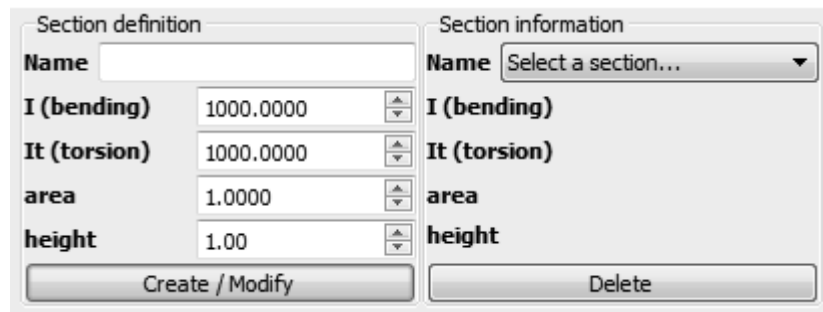 Section definition
Name
I (bending) 1000.0000
It (torsion) 1000.0000
area 1.0000
height 1.00
Create / Modify
Section information
Name Select a section...
I (bending)
It (torsion)
area
height
Delete